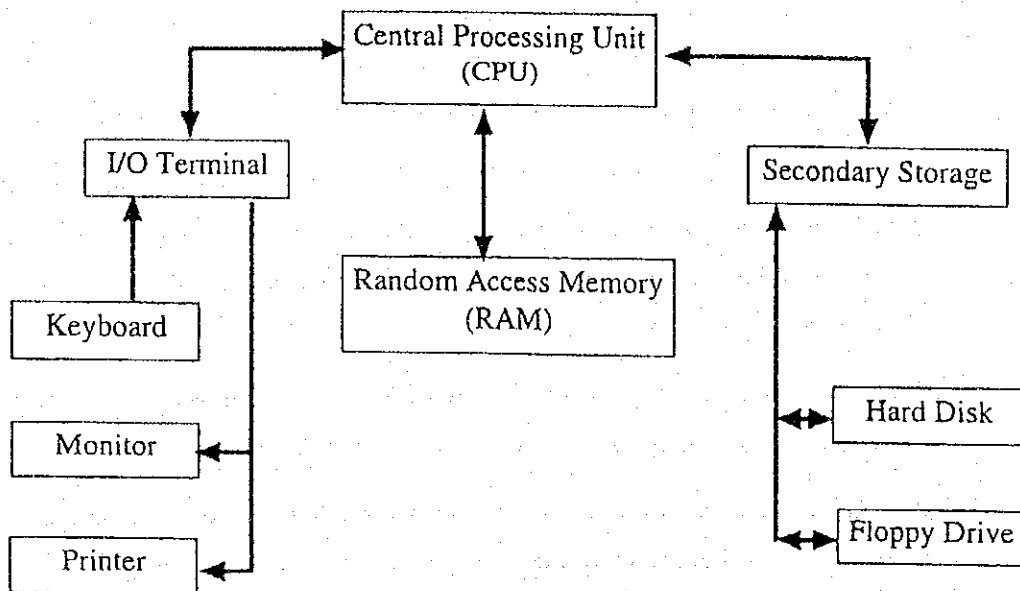 Central Processing Unit
(CPU)
I/O Terminal
Secondary Storage
Random Access Memory
(RAM)
Keyboard
Hard Disk
Monitor
Floppy Drive
Printer